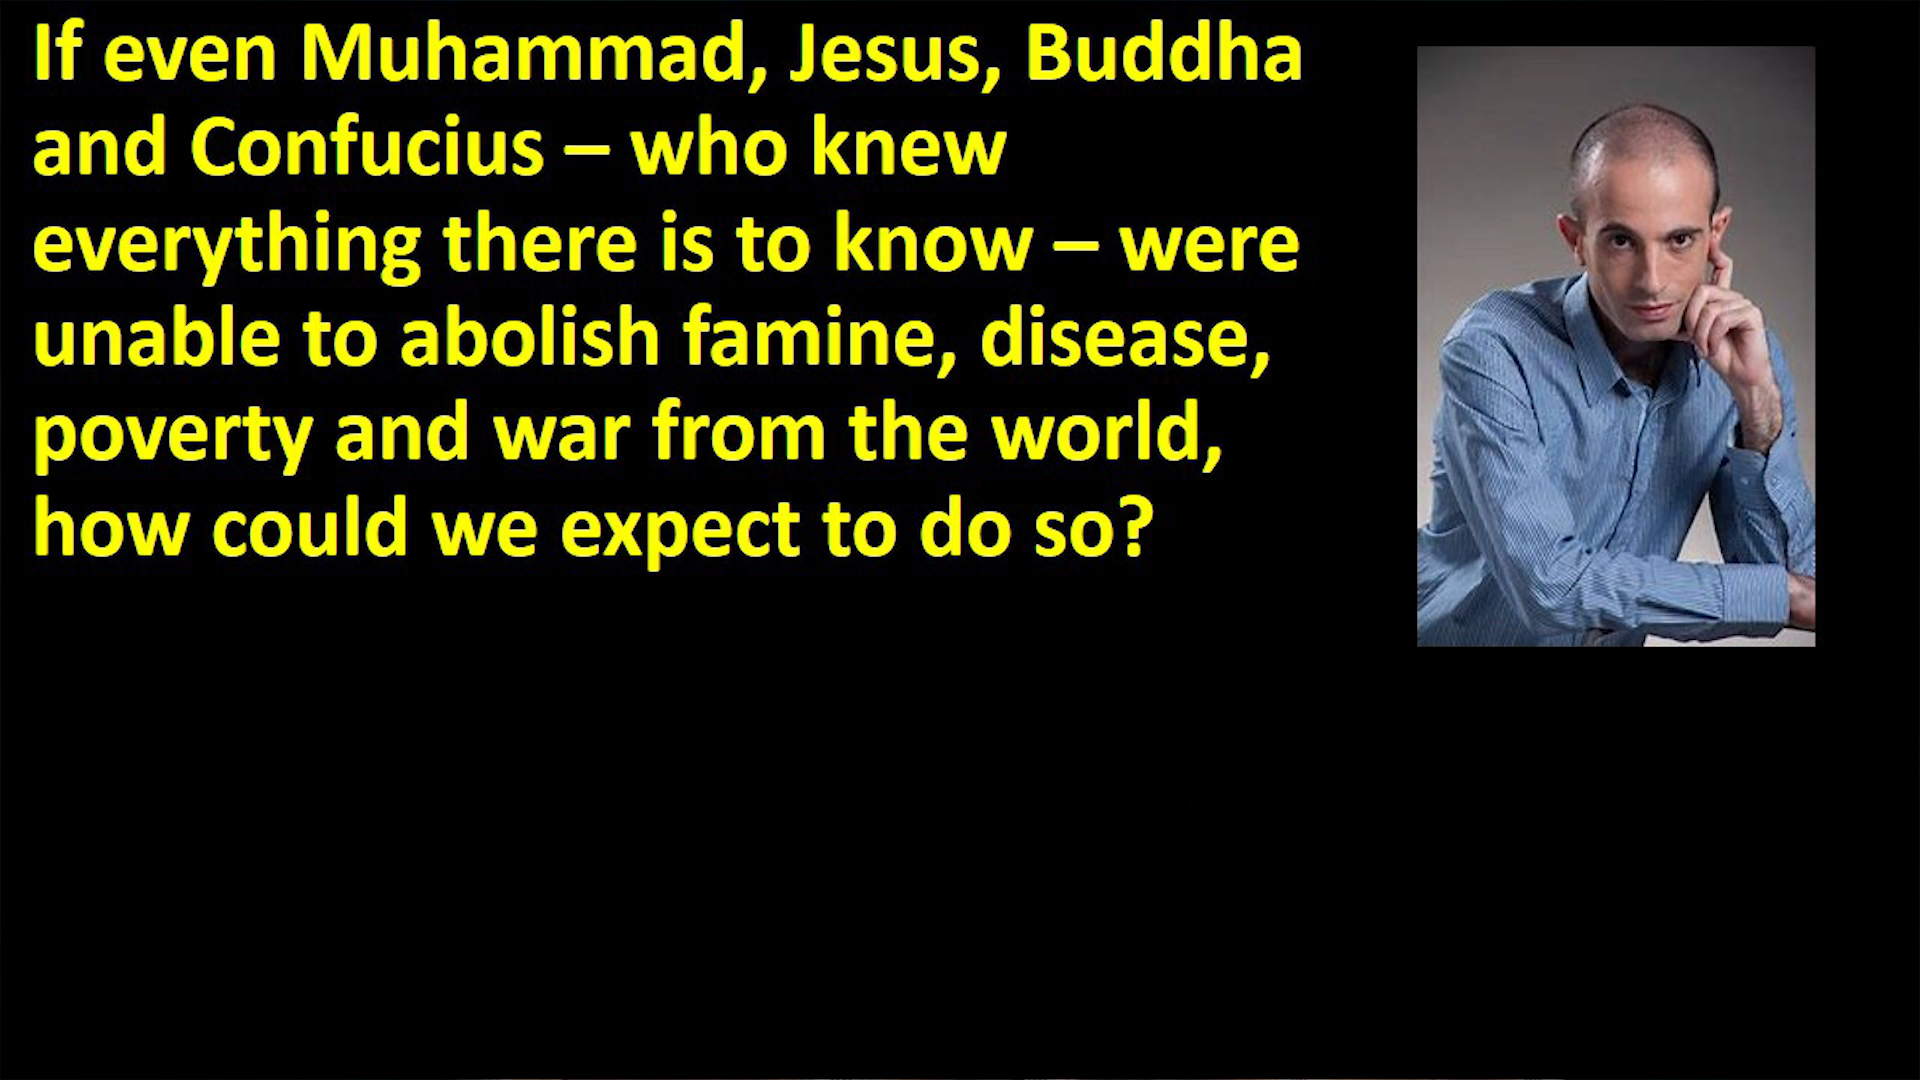 If even Muhammad, Jesus, Buddha
and Confucius – who knew
everything there is to know – were
unable to abolish famine, disease,
poverty and war from the world,
how could we expect to do so?